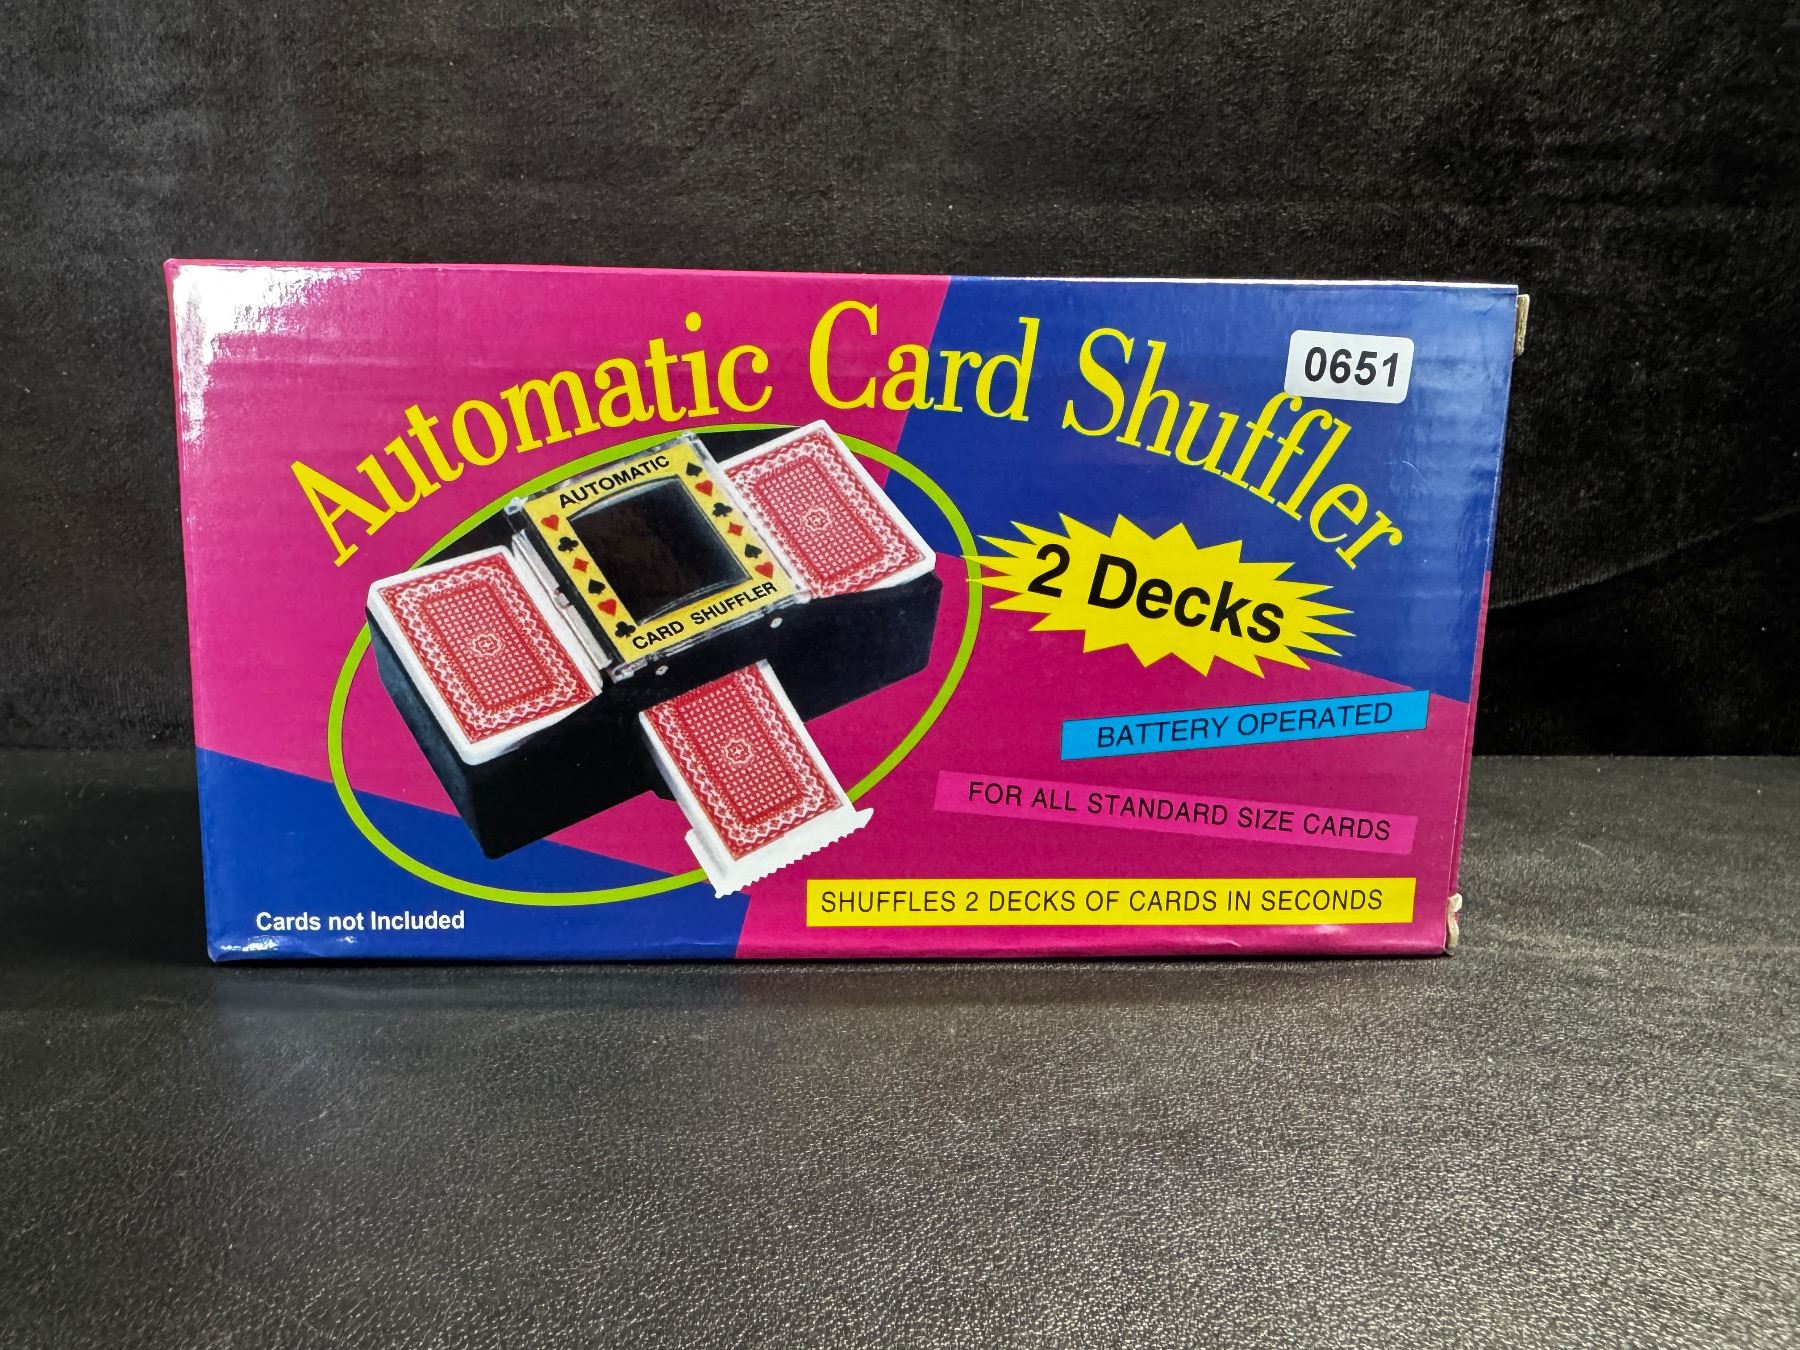 Automatic Card Shuffler
0651
AUTOMATIC
CARD SHUFFLER
2 Decks
BATTERY OPERATED
FOR ALL STANDARD SIZE CARDS
SHUFFLES 2 DECKS OF CARDS IN SECONDS
Cards not Included